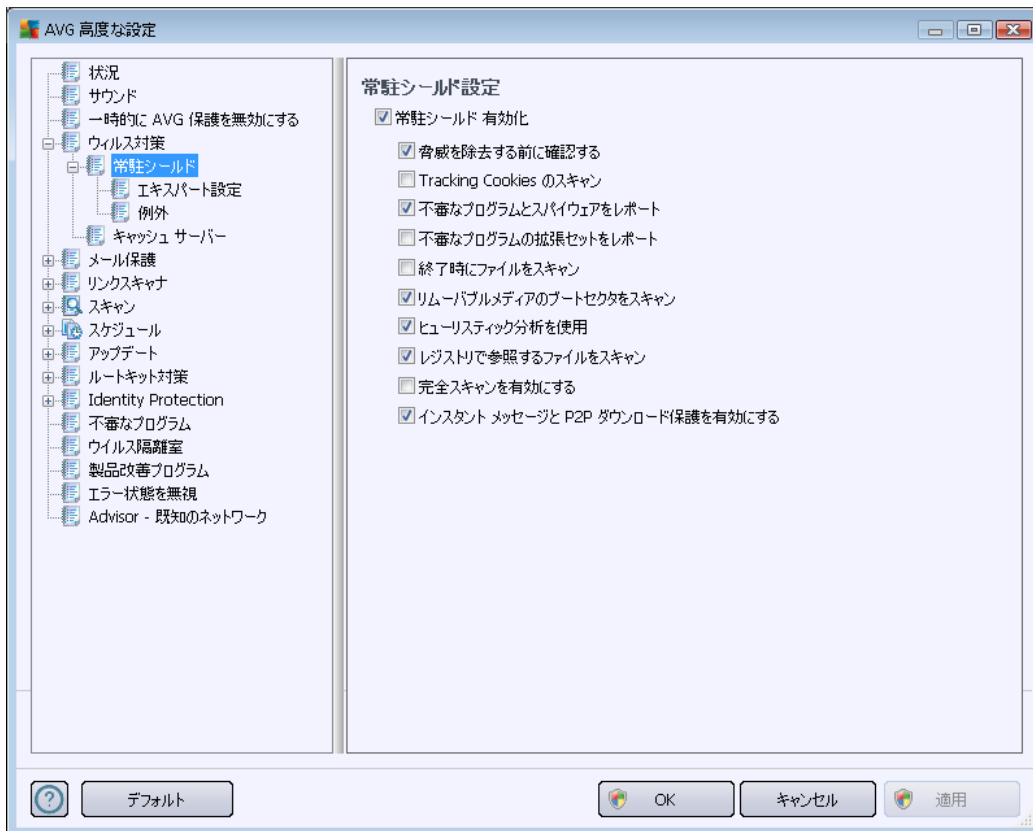 AVG 高度な設定
状況
サウンド
一時的に AVG 保護を無効にする
ウィルス対策
常駐シールド
エキスパート設定
例外
キャッシュ サーバー
メール保護
リンクスキャナ
スキャン
スケジュール
アップデート
ルートキット対策
Identity Protection
不審なプログラム
ウイルス隔離室
製品改善プログラム
エラー状態を無視
Advisor - 既知のネットワーク
常駐シールド設定
常駐シールド 有効化
脅威を除去する前に確認する
Tracking Cookies のスキャン
不審なプログラムとスパイウェアをレポート
不審なプログラムの拡張セットをレポート
終了時にファイルをスキャン
リムーバブルメディアのブートセクタをスキャン
ヒューリスティック分析を使用
レジストリで参照するファイルをスキャン
完全スキャンを有効にする
インスタント メッセージと P2P ダウンロード保護を有効にする
デフォルト
OK
キャンセル
適用